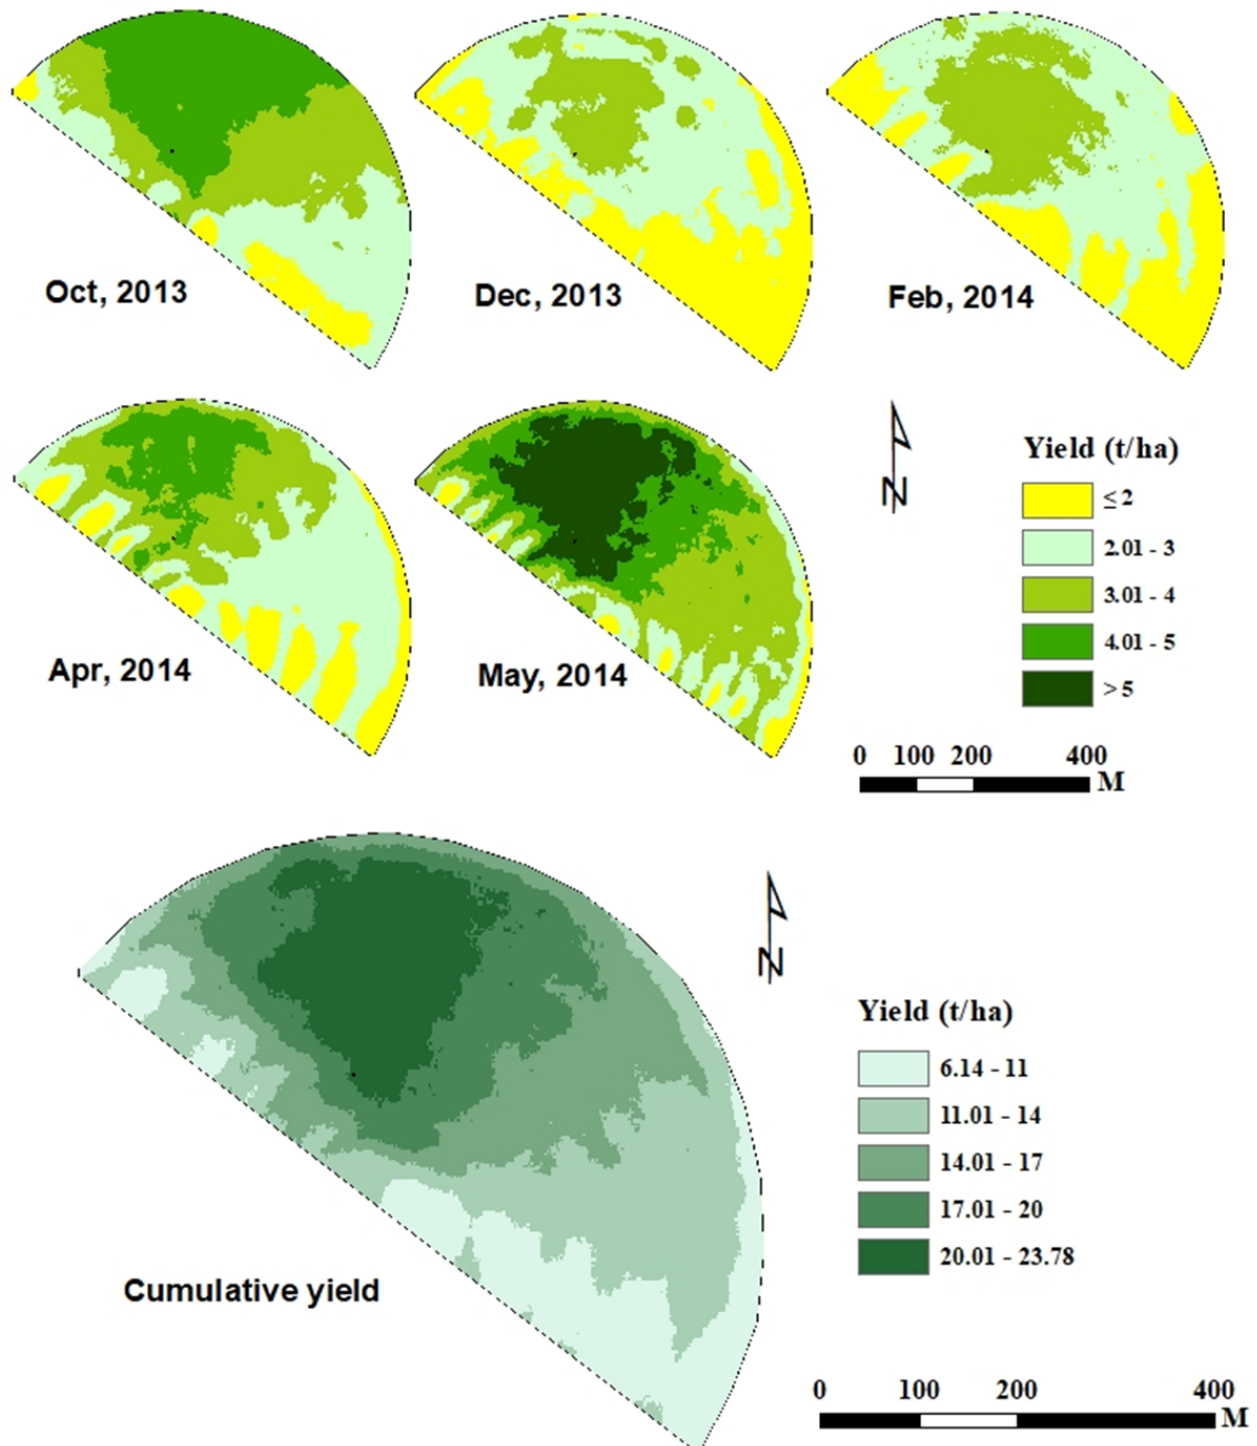 Oct, 2013
Dec, 2013
Feb, 2014
Apr, 2014
May, 2014
N
Yield (t/ha)
≤ 2
2.01 - 3
3.01 - 4
4.01 - 5
> 5
0 100 200 400
M
N
Yield (t/ha)
6.14 - 11
11.01 - 14
14.01 - 17
17.01 - 20
20.01 - 23.78
Cumulative yield
0 100 200 400
M